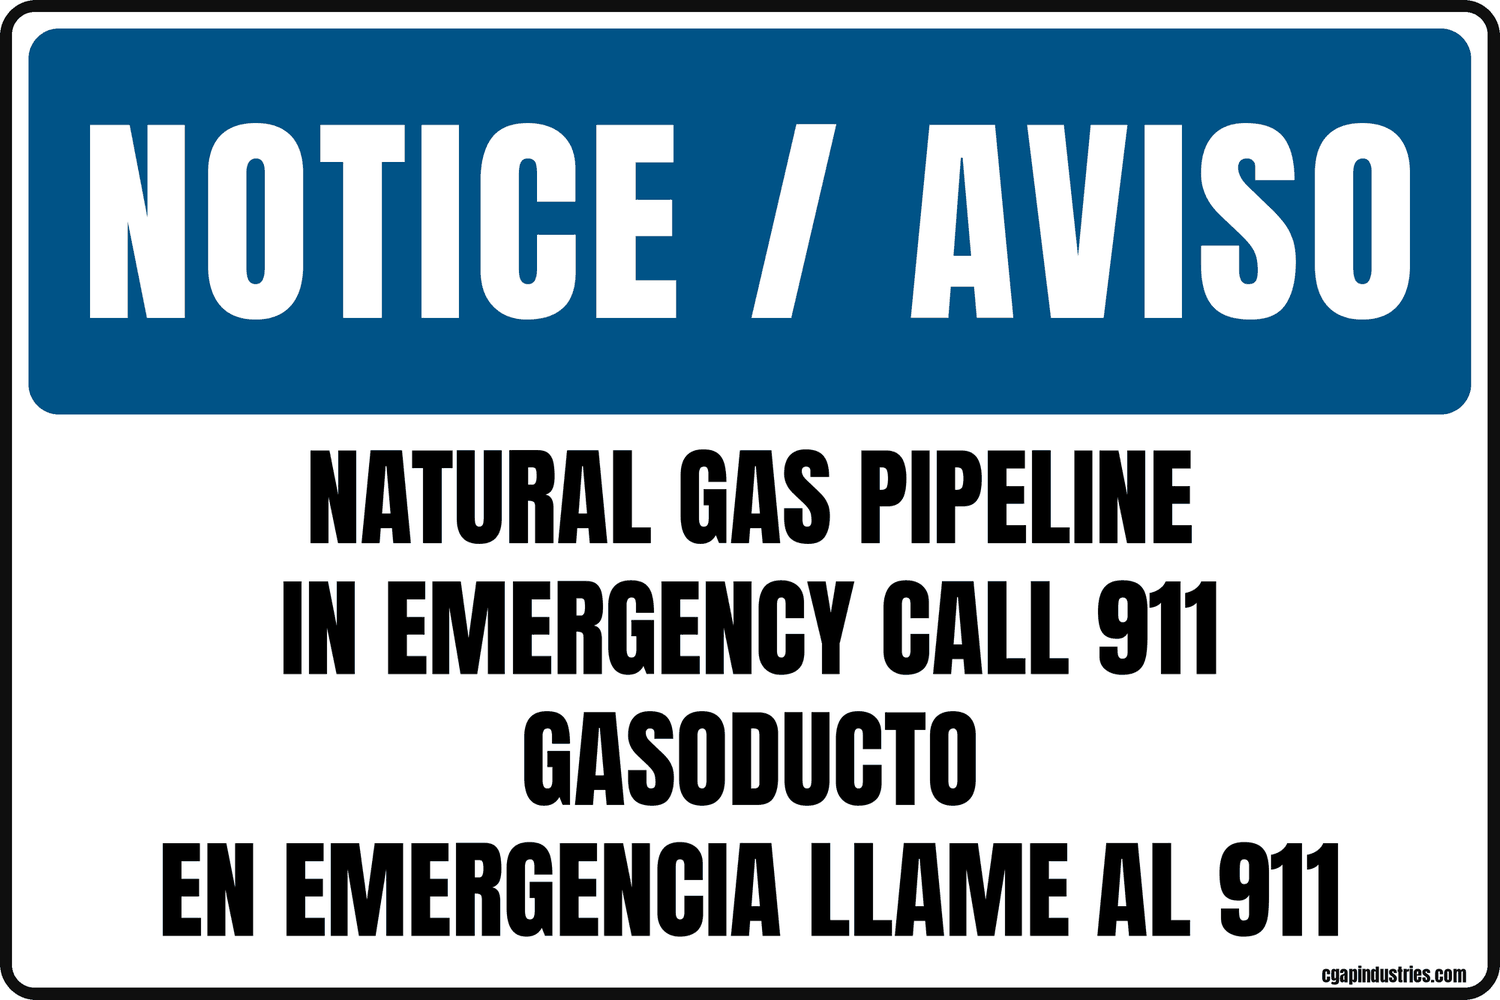 NOTICE / AVISO
NATURAL GAS PIPELINE
IN EMERGENCY CALL 911
GASODUCTO
EN EMERGENCIA LLAME AL 911
cgapindustries.com